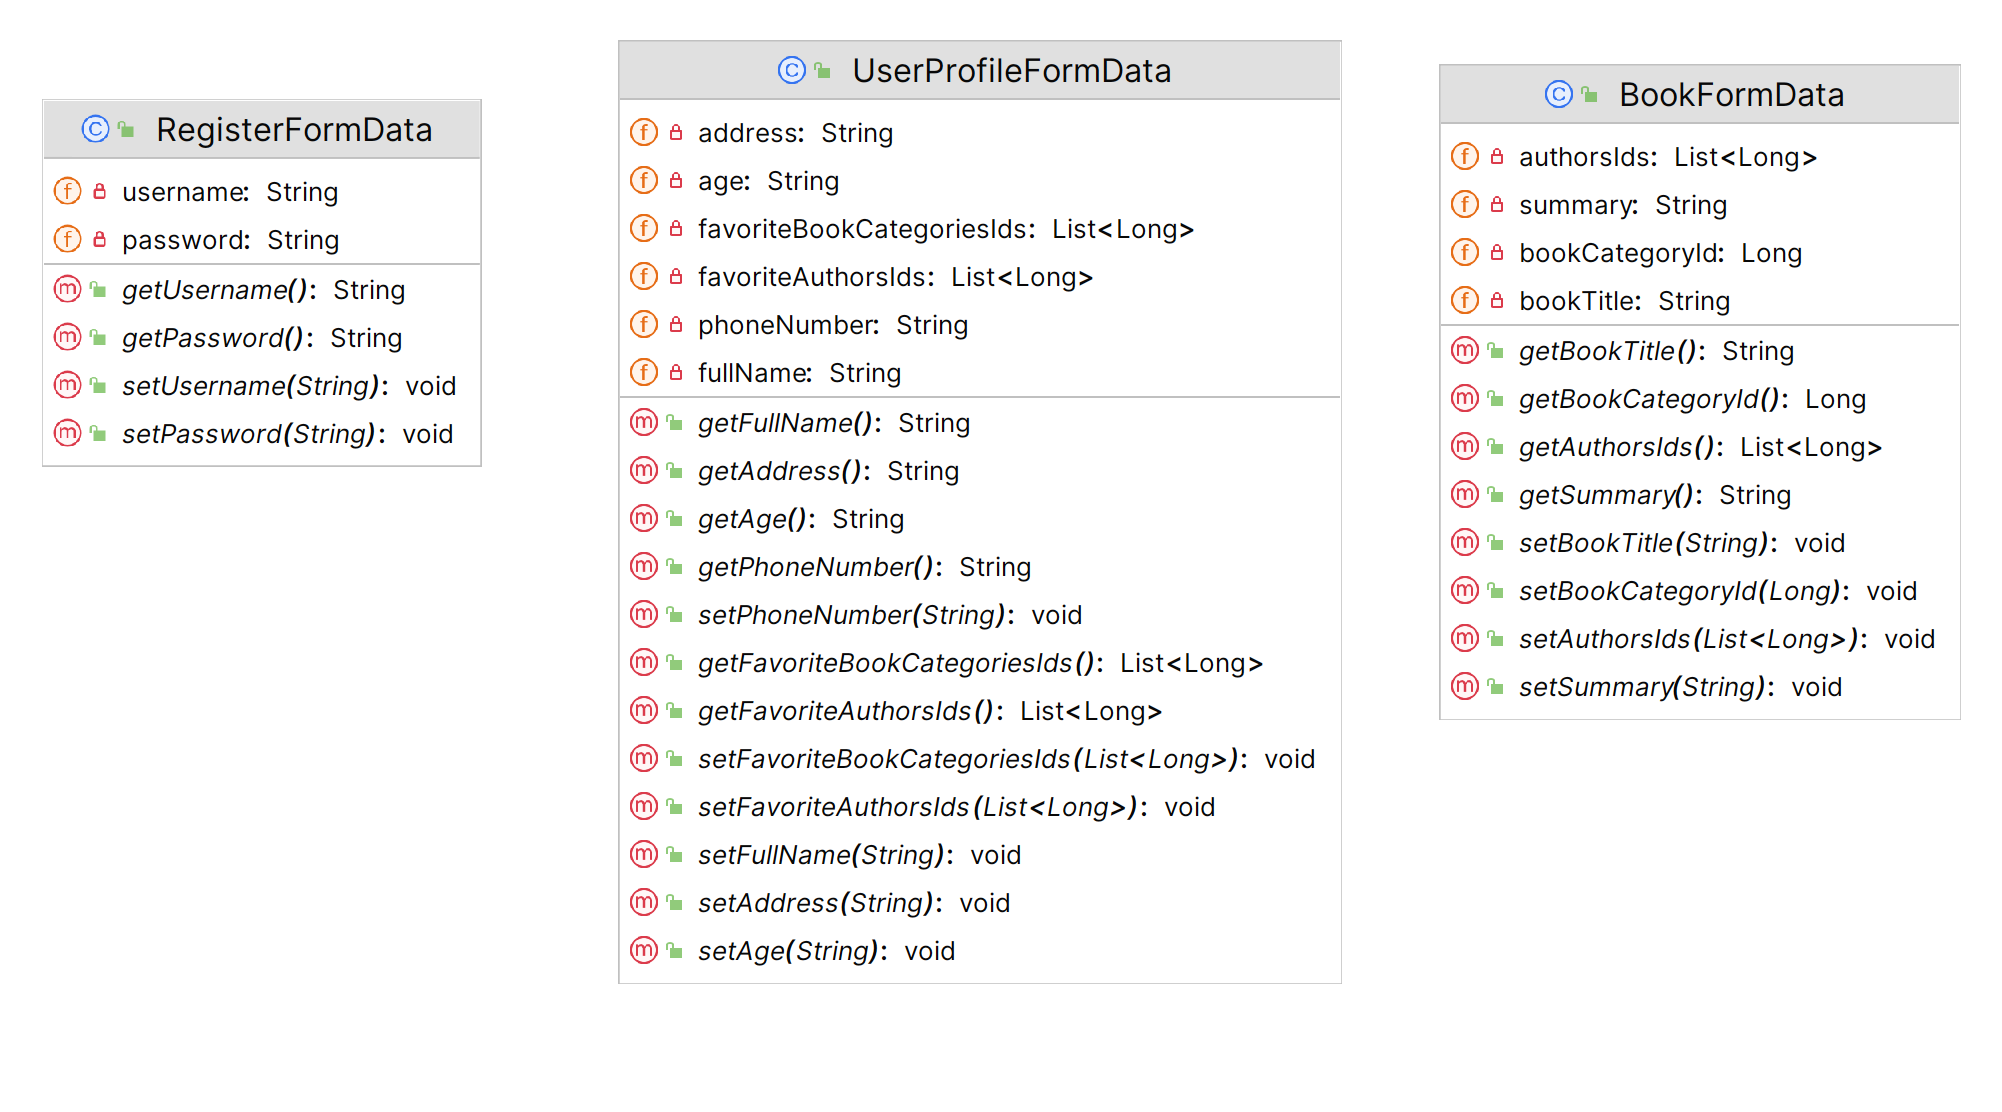 RegisterFormData
username: String
password: String
getUsername(): String
getPassword(): String
setUsername(String): void
setPassword(String): void
UserProfileFormData
address: String
age: String
favoriteBookCategoriesIds: List<Long>
favoriteAuthorsIds: List<Long>
phoneNumber: String
fullName: String
getFullName(): String
getAddress(): String
getAge(): String
getPhoneNumber(): String
setPhoneNumber(String): void
getFavoriteBookCategoriesIds(): List<Long>
getFavoriteAuthorsIds(): List<Long>
setFavoriteBookCategoriesIds(List<Long>): void
setFavoriteAuthorsIds(List<Long>): void
setFullName(String): void
setAddress(String): void
setAge(String): void
BookFormData
authorsIds: List<Long>
summary: String
bookCategoryId: Long
bookTitle: String
getBookTitle(): String
getBookCategoryId(): Long
getAuthorsIds(): List<Long>
getSummary(): String
setBookTitle(String): void
setBookCategoryId(Long): void
setAuthorsIds(List<Long>): void
setSummary(String): void